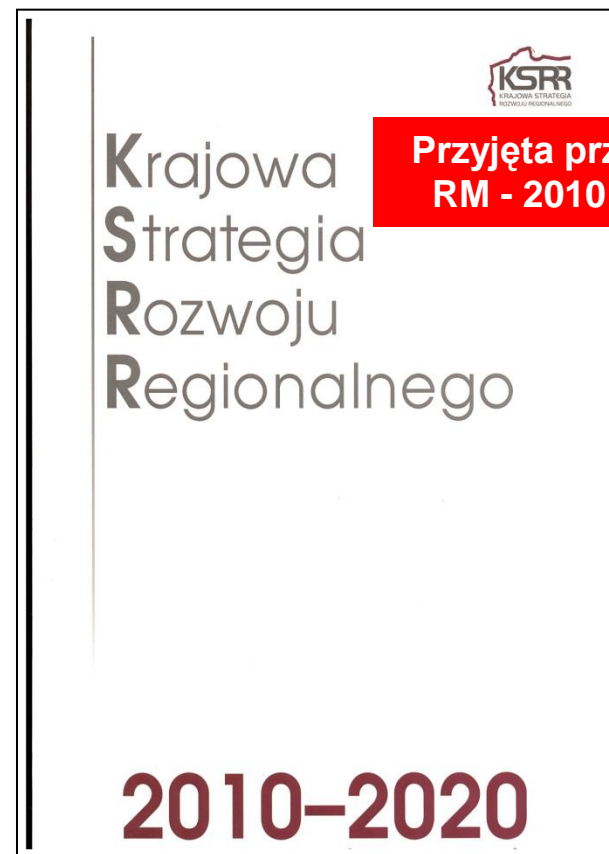 KSRR
KRAJOWA STRATEGIA
ROZWOJU REGIONALNEGO
Przyjęta prz
RM - 2010
Krajowa
Strategia
Rozwoju
Regionalnego
2010–2020